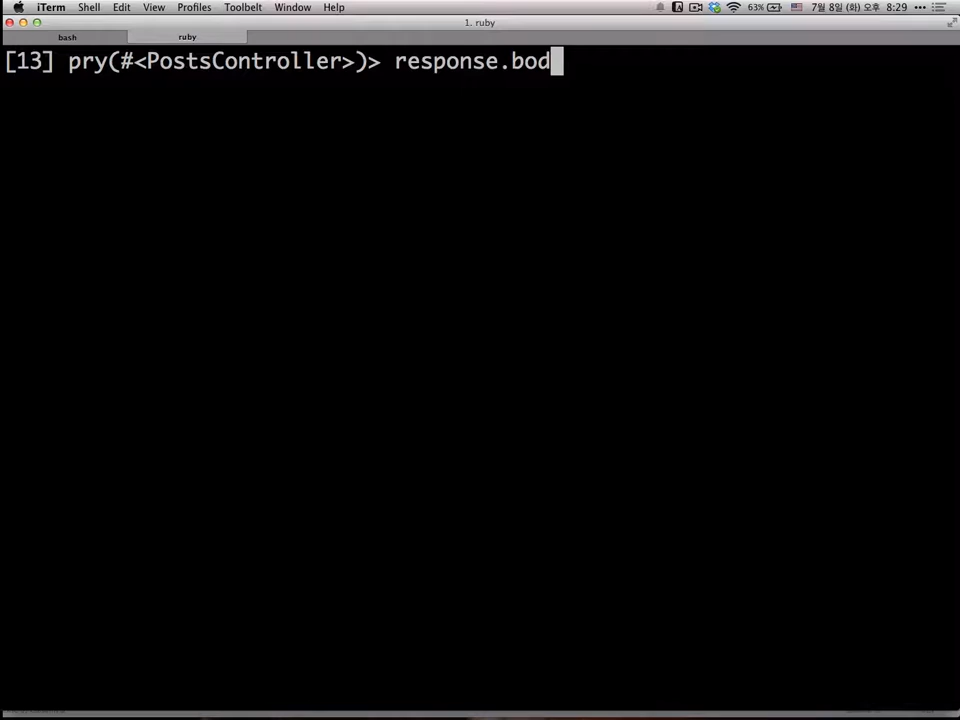 iTerm Shell Edit View Profiles Toolbelt Window Help 63% 7월 8일 (화) 오후 8:29
1. ruby
bash ruby
[13] pry(#<PostsController>)> response.bod